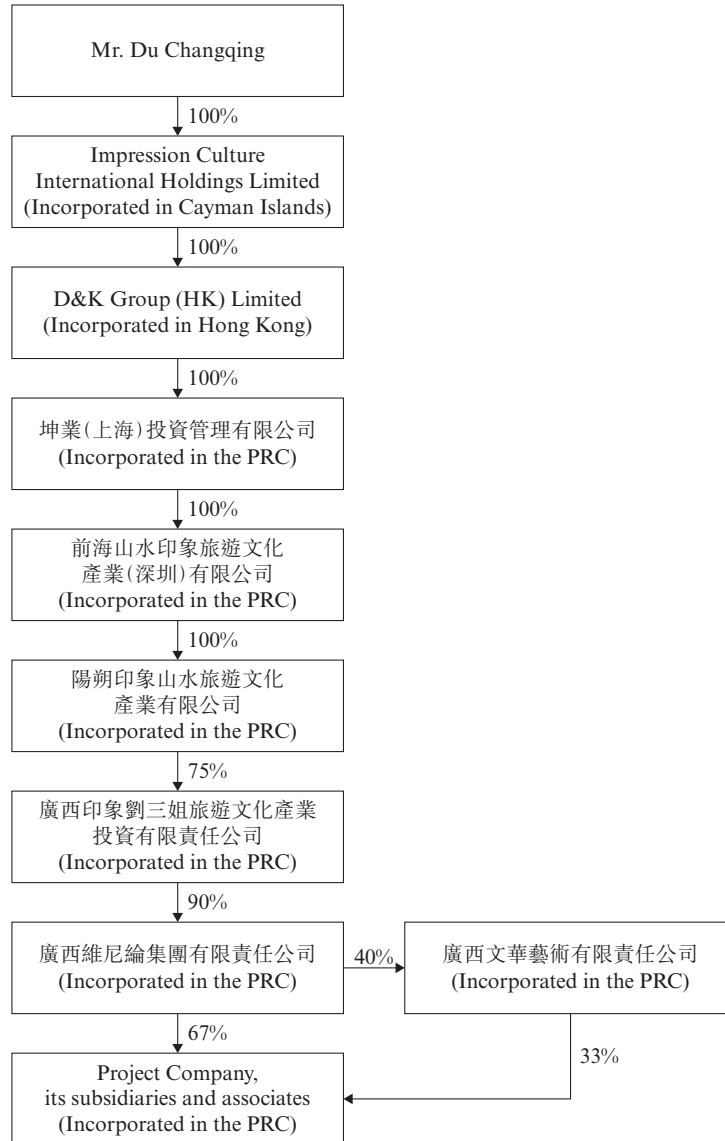 Mr. Du Changqing
100%
Impression Culture
International Holdings Limited
(Incorporated in Cayman Islands)
100%
D&K Group (HK) Limited
(Incorporated in Hong Kong)
100%
坤業(上海)投資管理有限公司
(Incorporated in the PRC)
100%
前海山水印象旅遊文化
產業(深圳)有限公司
(Incorporated in the PRC)
100%
陽朔印象山水旅遊文化
產業有限公司
(Incorporated in the PRC)
75%
廣西印象劉三姐旅遊文化產業
投資有限責任公司
(Incorporated in the PRC)
90%
廣西維尼綸集團有限責任公司
(Incorporated in the PRC)
40%
廣西文華藝術有限責任公司
(Incorporated in the PRC)
67%
33%
Project Company,
its subsidiaries and associates
(Incorporated in the PRC)